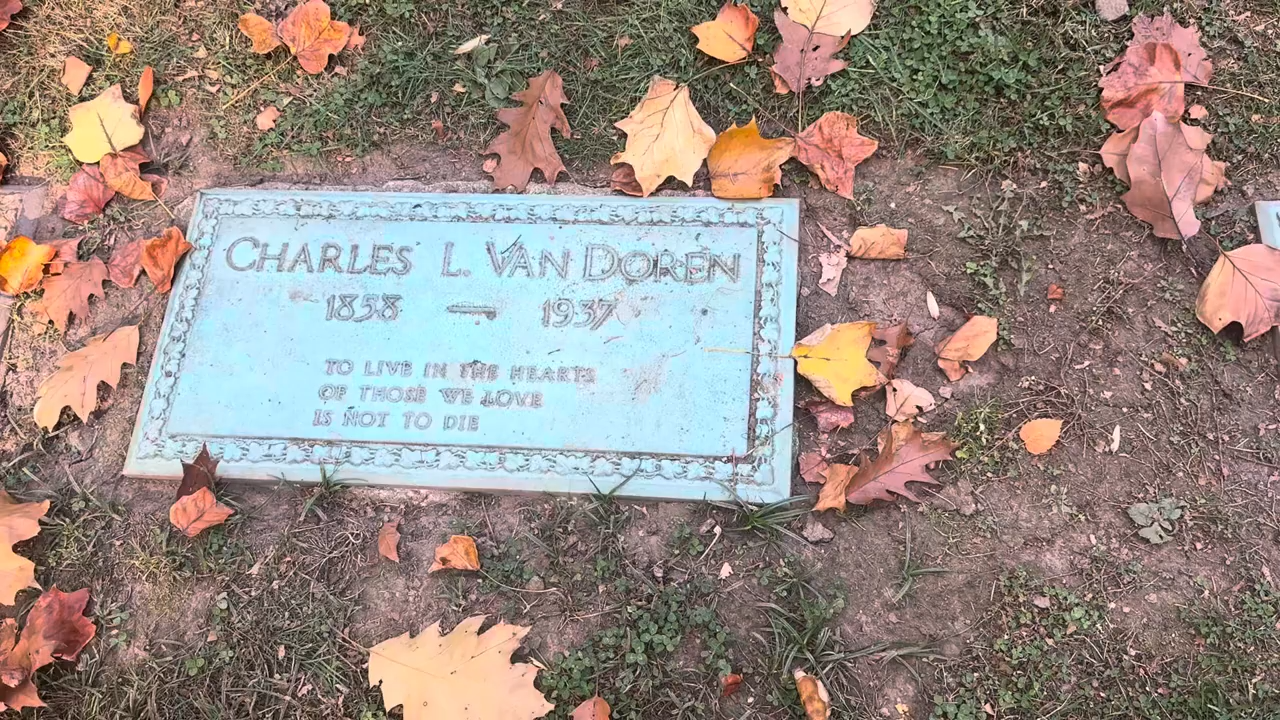 CHARLES L. VAN DOREN
1858 — 1937
TO LIVE IN THE HEARTS
OF THOSE WE LOVE
IS NOT TO DIE